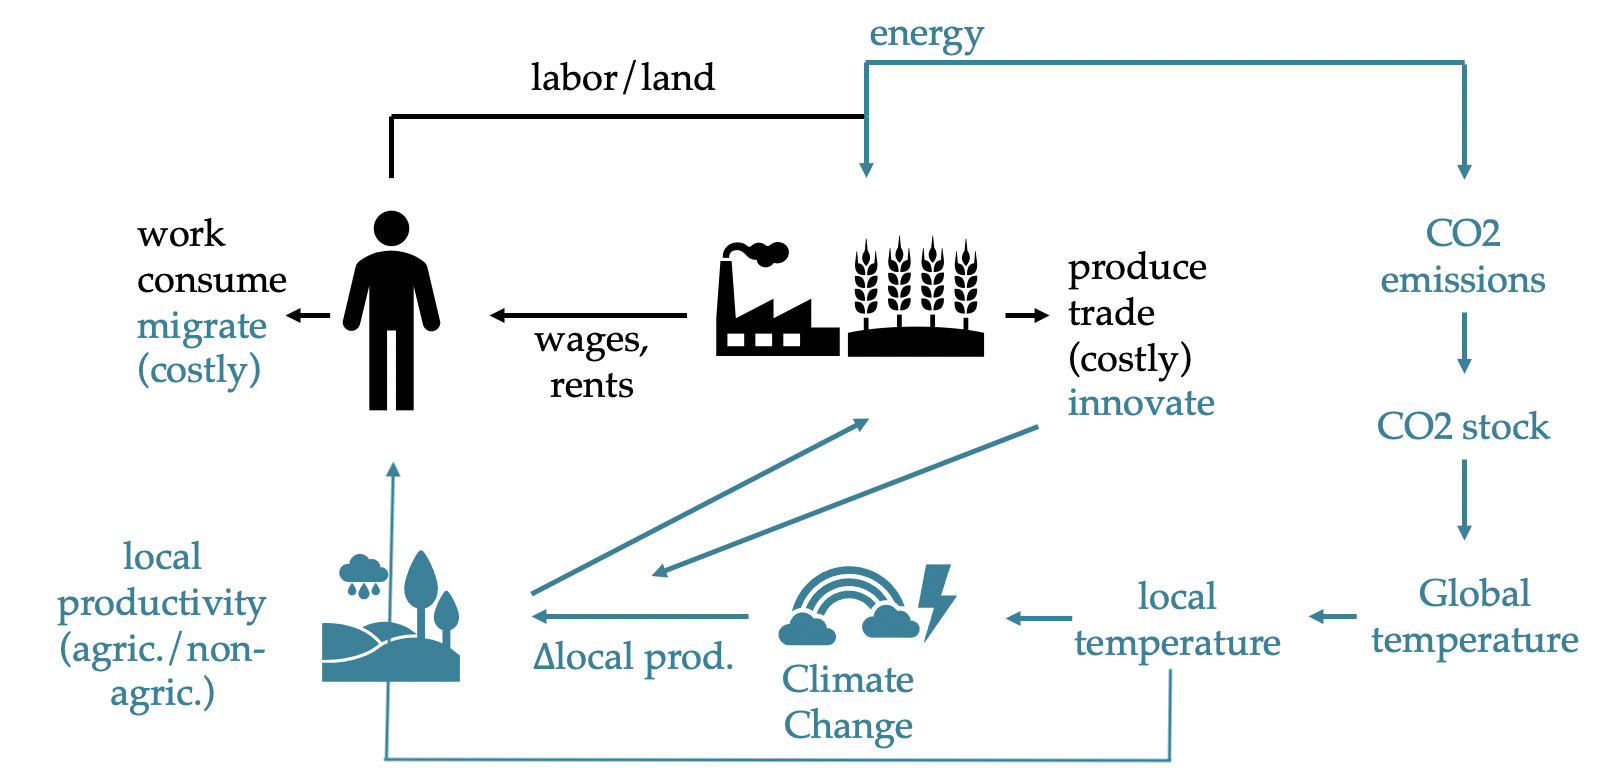 energy
labor/land
work
consume
migrate
(costly)
wages,
rents
produce
trade
(costly)
innovate
CO2
emissions
CO2 stock
Global
temperature
local
temperature
Climate
Change
Δlocal prod.
local
productivity
(agric./non-
agric.)